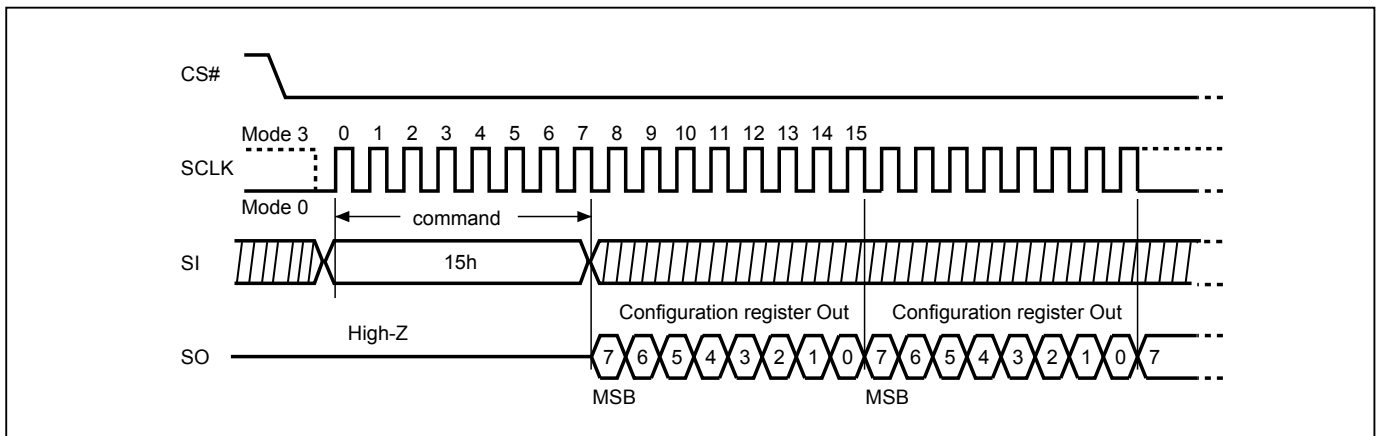 CS#
Mode 3 0 1 2 3 4 5 6 7 8 9 10 11 12 13 14 15
SCLK
Mode 0
command
SI 15h
Configuration register Out Configuration register Out
High-Z
SO 7 6 5 4 3 2 1 0 7 6 5 4 3 2 1 0 7
MSB MSB